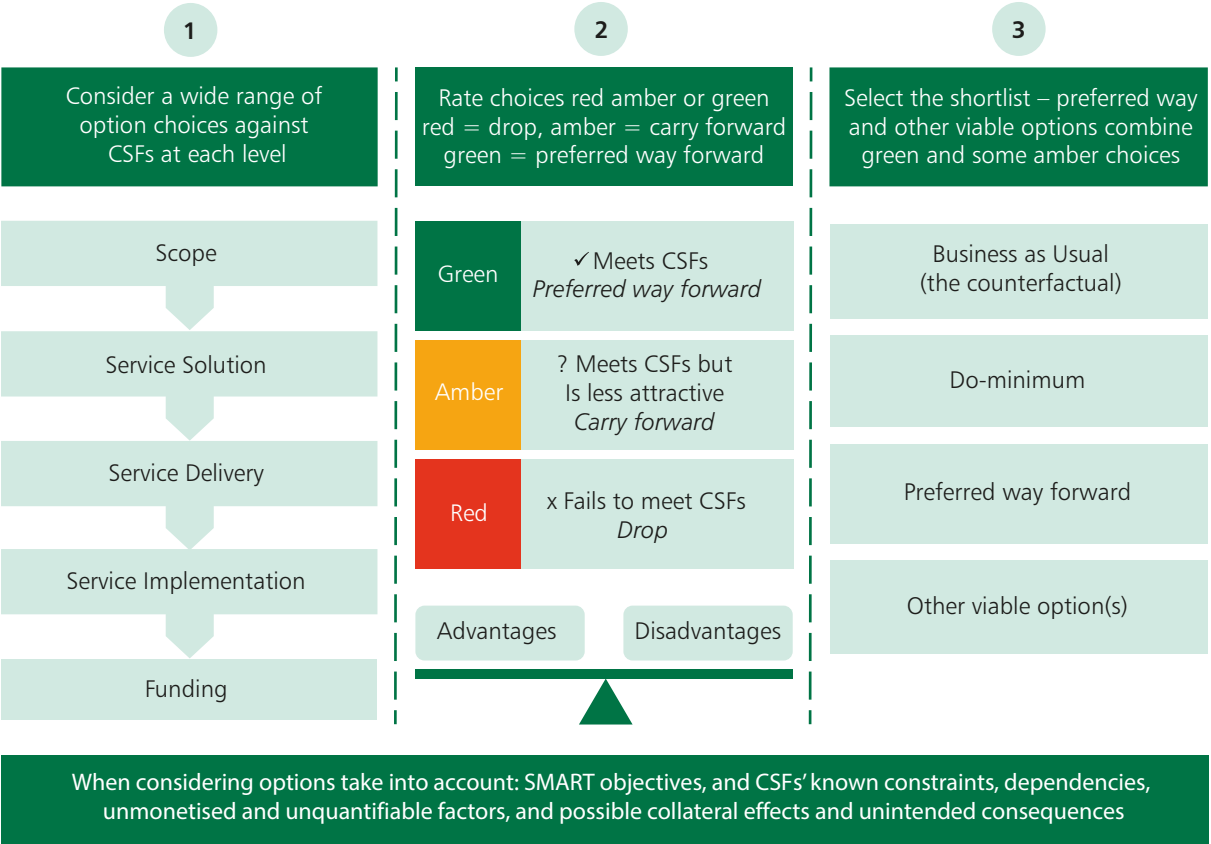 1
Consider a wide range of
option choices against
CSFs at each level
Scope
Service Solution
Service Delivery
Service Implementation
Funding
2
Rate choices red amber or green
red = drop, amber = carry forward
green = preferred way forward
Green
✓ Meets CSFs
Preferred way forward
Amber
? Meets CSFs but
Is less attractive
Carry forward
Red
x Fails to meet CSFs
Drop
Advantages
Disadvantages
3
Select the shortlist – preferred way
and other viable options combine
green and some amber choices
Business as Usual
(the counterfactual)
Do-minimum
Preferred way forward
Other viable option(s)
When considering options take into account: SMART objectives, and CSFs’ known constraints, dependencies,
unmonetised and unquantifiable factors, and possible collateral effects and unintended consequences